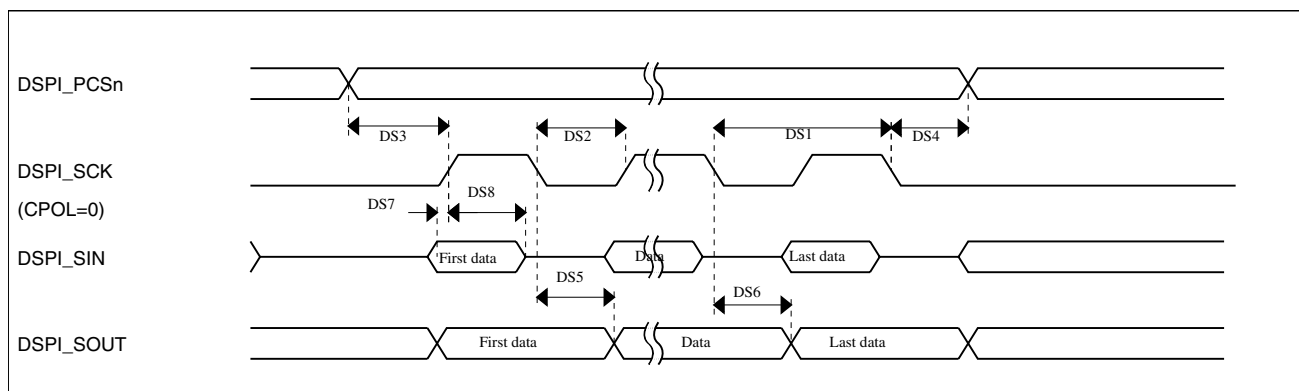 DSPI_PCSn
DS3
DS2
DS1
DS4
DSPI_SCK
(CPOL=0)
DS7
DS8
DSPI_SIN
First data
Data
Last data
DS5
DS6
DSPI_SOUT
First data
Data
Last data